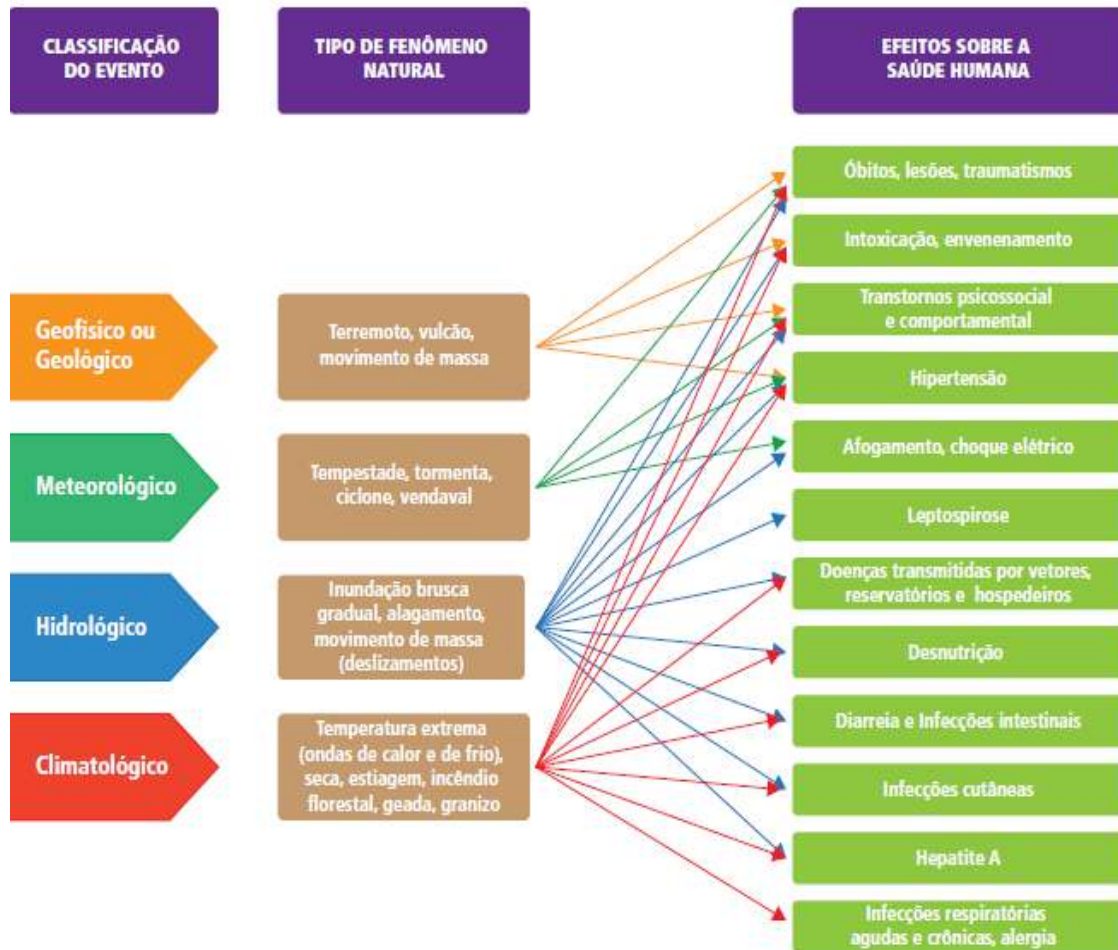 CLASSIFICAÇÃO
DO EVENTO
TIPO DE FENÔMENO
NATURAL
EFEITOS SOBRE A
SAÚDE HUMANA
Geofísico ou
Geológico
Meteorológico
Hidrológico
Climatológico
Terremoto, vulcão,
movimento de massa
Tempestade, tormenta,
ciclone, vendaval
Inundação brusca
gradual, alagamento,
movimento de massa
(deslizamentos)
Temperatura extrema
(ondas de calor e de frio),
seca, estiagem, incêndio
florestal, geada, granizo
Óbitos, lesões, traumatismos
Intoxicação, envenenamento
Transtornos psicossocial
e comportamental
Hipertensão
Afogamento, choque elétrico
Leptospirose
Doenças transmitidas por vetores,
reservatórios e hospedeiros
Desnutrição
Diarreia e Infecções intestinais
Infecções cutâneas
Hepatite A
Infecções respiratórias
agudas e crônicas, alergia